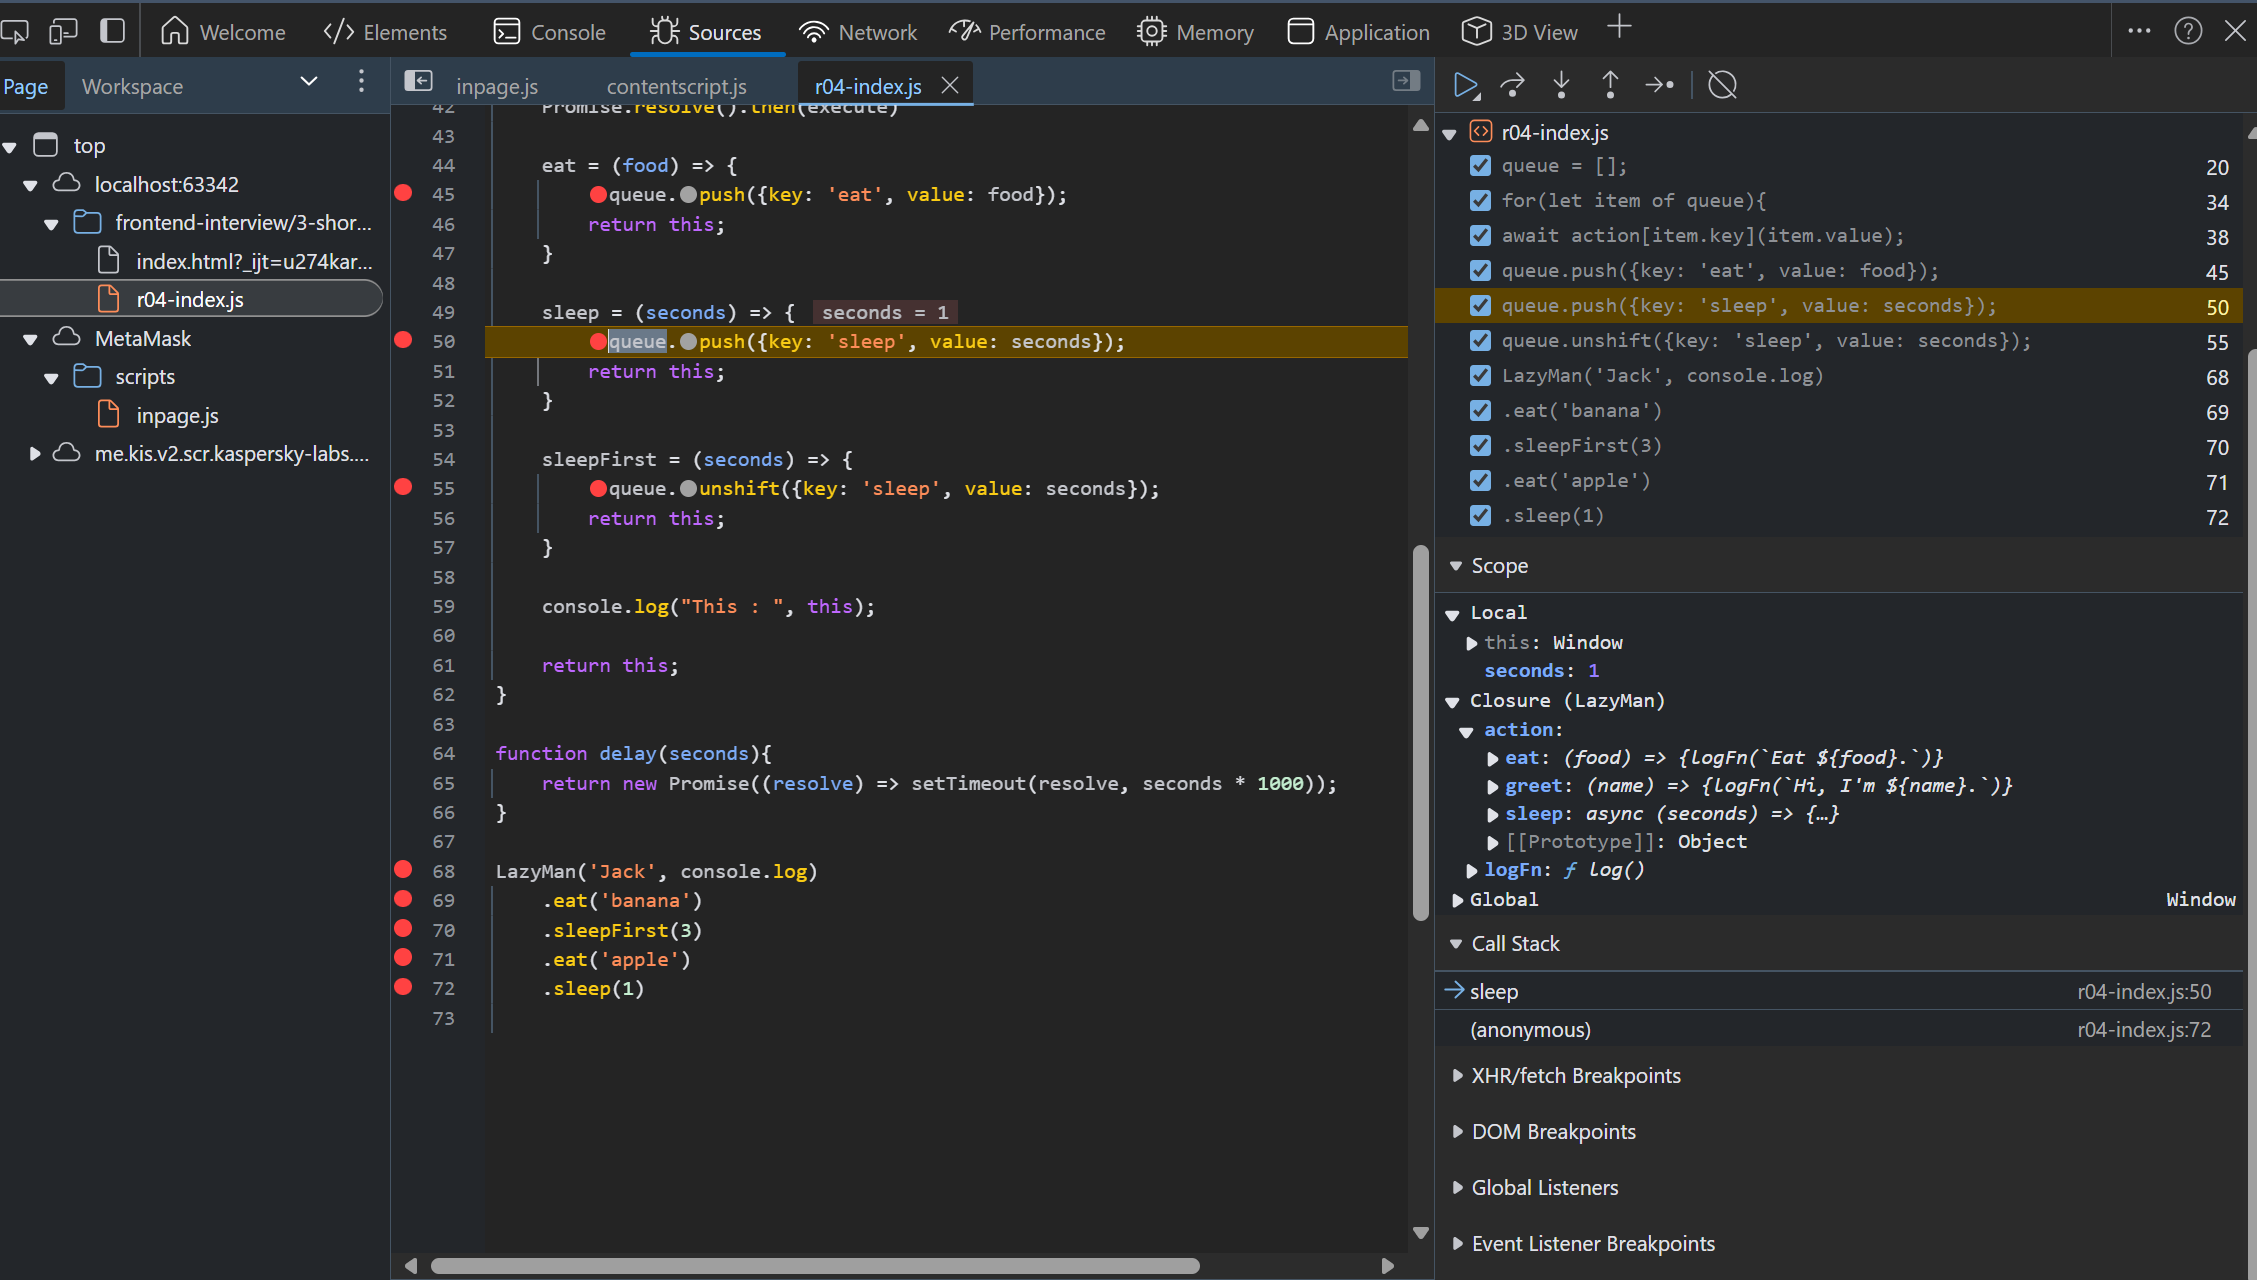 Welcome
Elements
Console
Sources
Network
Performance
Memory
Application
3D View
Page
Workspace
inpage.js
contentscript.js
r04-index.js
top
localhost:63342
frontend-interview/3-shor...
index.html?_ijt=u274kar...
r04-index.js
MetaMask
scripts
inpage.js
me.kis.v2.scr.kaspersky-labs....
42 Promise.resolve().then(execute)
43
44 eat = (food) => {
45 queue.push({key: 'eat', value: food});
46 return this;
47 }
48
49 sleep = (seconds) => { seconds = 1
50 queue.push({key: 'sleep', value: seconds});
51 return this;
52 }
53
54 sleepFirst = (seconds) => {
55 queue.unshift({key: 'sleep', value: seconds});
56 return this;
57 }
58
59 console.log("This : ", this);
60
61 return this;
62 }
63
64 function delay(seconds){
65 return new Promise((resolve) => setTimeout(resolve, seconds * 1000));
66 }
67
68 LazyMan('Jack', console.log)
69 .eat('banana')
70 .sleepFirst(3)
71 .eat('apple')
72 .sleep(1)
73
r04-index.js
queue = []; 20
for(let item of queue){ 34
await action[item.key](item.value); 37
queue.push({key: 'eat', value: food}); 45
queue.push({key: 'sleep', value: seconds}); 50
queue.unshift({key: 'sleep', value: seconds}); 55
LazyMan('Jack', console.log) 68
.eat('banana') 69
.sleepFirst(3) 70
.eat('apple') 71
.sleep(1) 72
Scope
Local
this: Window
seconds: 1
Closure (LazyMan)
action:
eat: (food) => {logFn(`Eat ${food}.`)}
greet: (name) => {logFn(`Hi, I'm ${name}.`)}
sleep: async (seconds) => {…}
[[Prototype]]: Object
logFn: ƒ log()
Global Window
Call Stack
sleep r04-index.js:50
(anonymous) r04-index.js:72
XHR/fetch Breakpoints
DOM Breakpoints
Global Listeners
Event Listener Breakpoints